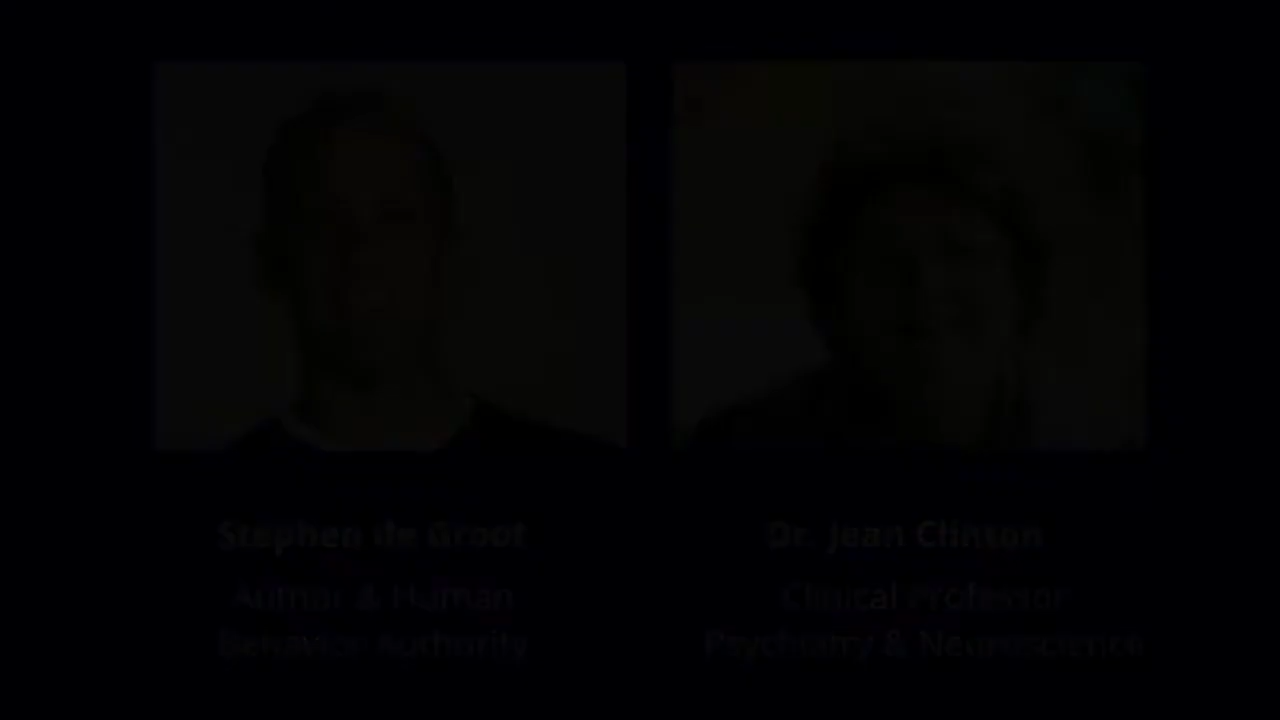 Stephen de Groot
Author & Human
Behavior Authority
Dr. Jean Clinton
Clinical Professor
Psychiatry & Neuroscience